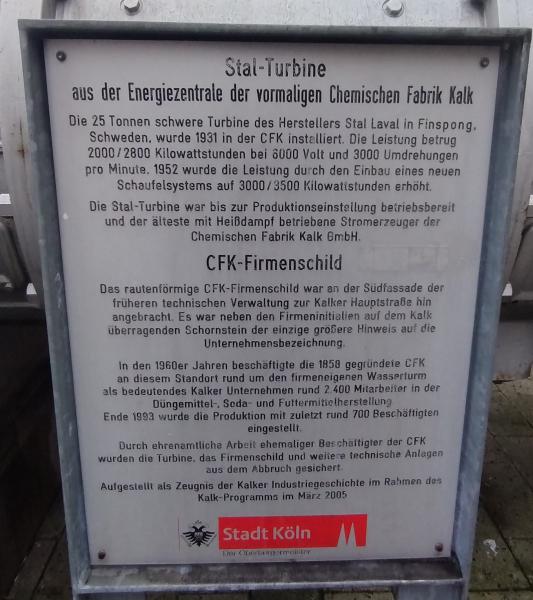 Stal-Turbine
aus der Energiezentrale der vormaligen Chemischen Fabrik Kalk
Die 25 Tonnen schwere Turbine des Herstellers Stal Laval in Finspong,
Schweden, wurde 1931 in der CFK installiert. Die Leistung betrug
2000/2800 Kilowattstunden bei 6000 Volt und 3000 Umdrehungen
pro Minute. 1952 wurde die Leistung durch den Einbau eines neuen
Schaufelsystems auf 3000/3500 Kilowattstunden erhöht.
Die Stal-Turbine war bis zur Produktionseinstellung betriebsbereit
und der älteste mit Heißdampf betriebene Stromerzeuger der
Chemischen Fabrik Kalk GmbH.
CFK-Firmenschild
Das rautenförmige CFK-Firmenschild war an der Südfassade der
früheren technischen Verwaltung zur Kalker Hauptstraße hin
angebracht. Es war neben den Firmeninitialen auf dem Kalk
überragenden Schornstein der einzige größere Hinweis auf die
Unternehmensbezeichnung.
In den 1960er Jahren beschäftigte die 1858 gegründete CFK
an diesem Standort rund um den firmeneigenen Wasserturm
als bedeutendes Kalker Unternehmen rund 2.400 Mitarbeiter in der
Düngemittel-, Soda- und Futtermittelherstellung
Ende 1993 wurde die Produktion mit zuletzt rund 700 Beschäftigten
eingestellt.
Durch ehrenamtliche Arbeit ehemaliger Beschäftigter der CFK
wurden die Turbine, das Firmenschild und weitere technische Anlagen
aus dem Abbruch gesichert.
Aufgestellt als Zeugnis der Kalker Industriegeschichte im Rahmen des
Kalk-Programms im März 2005
Stadt Köln
Der Oberbürgermeister